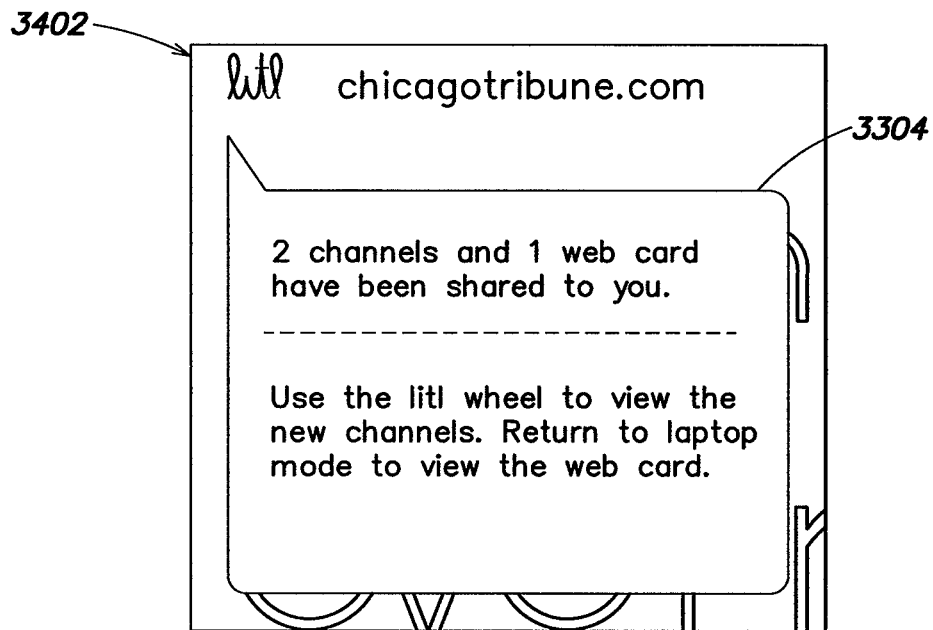 3402
litl chicagotribune.com
3304
2 channels and 1 web card
have been shared to you.
Use the litl wheel to view the
new channels. Return to laptop
mode to view the web card.